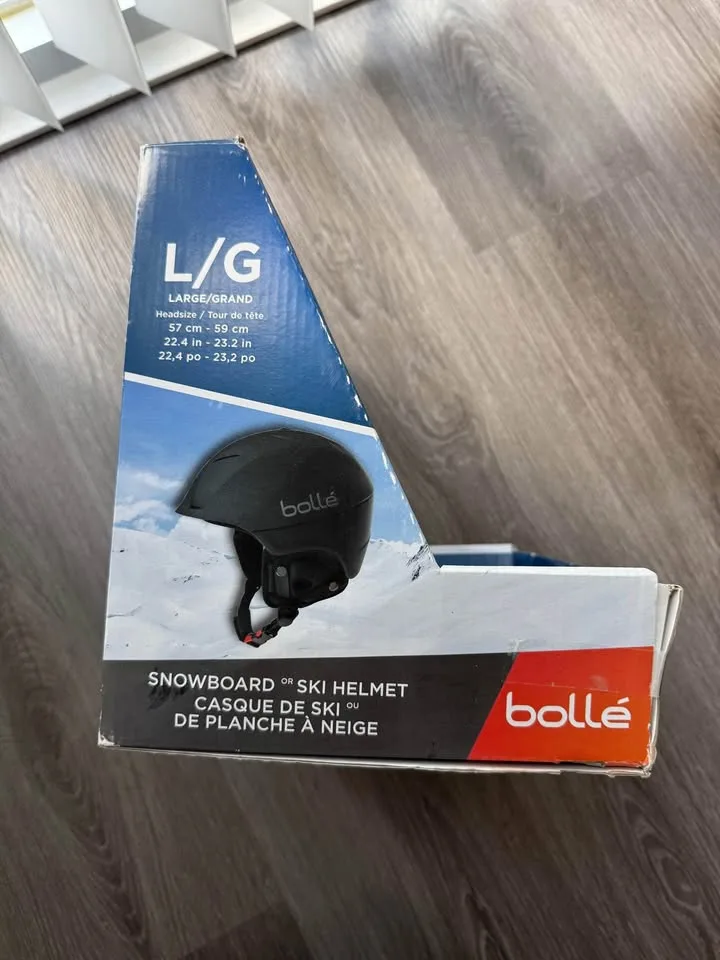 L/G
LARGE/GRAND
Headsize / Tour de tête
57 cm - 59 cm
22.4 in - 23.2 in
22,4 po - 23,2 po
bollé
SNOWBOARD OR SKI HELMET
CASQUE DE SKI OU
DE PLANCHE À NEIGE
bollé